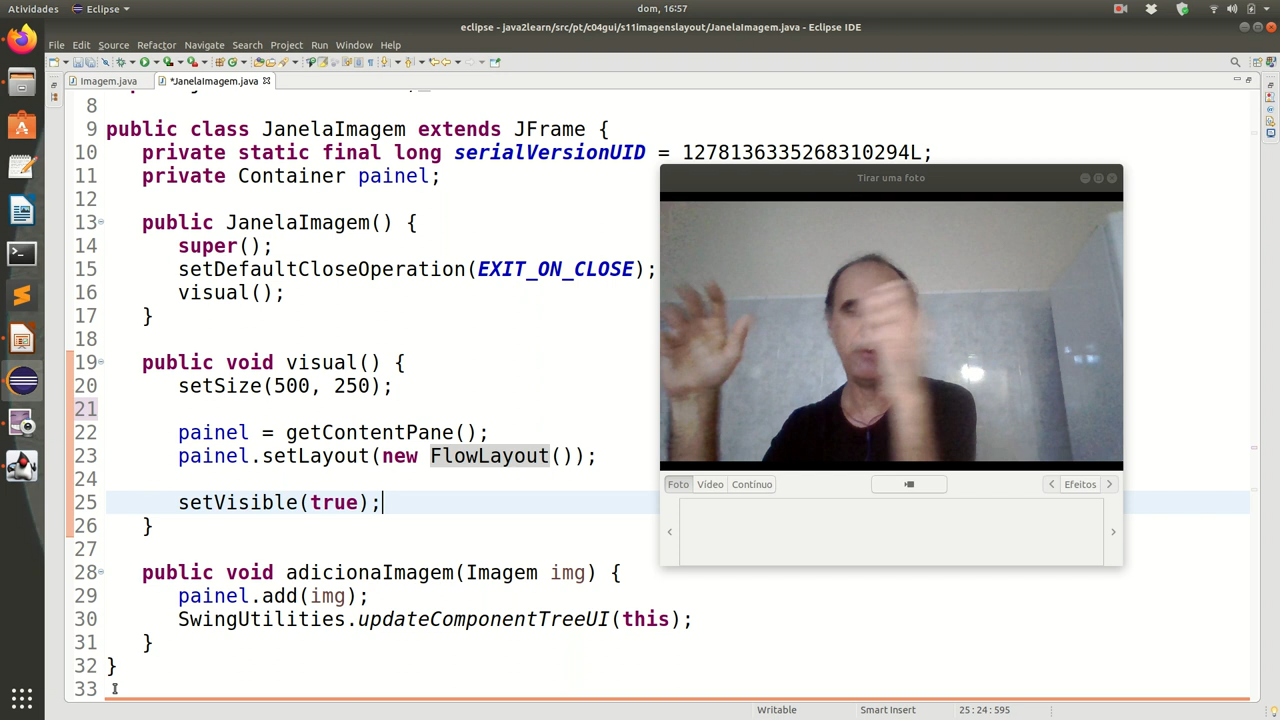 Atividades Eclipse dom, 16:57
eclipse - java2learn/src/pt/c04gui/s11imagenslayout/JanelaImagem.java - Eclipse IDE
File Edit Source Refactor Navigate Search Project Run Window Help
Imagem.java *JanelaImagem.java
8
9 public class JanelaImagem extends JFrame {
10 private static final long serialVersionUID = 1278136335268310294L;
11 private Container painel;
12
13 public JanelaImagem() {
14 super();
15 setDefaultCloseOperation(EXIT_ON_CLOSE);
16 visual();
17 }
18
19 public void visual() {
20 setSize(500, 250);
21
22 painel = getContentPane();
23 painel.setLayout(new FlowLayout());
24
25 setVisible(true);
26 }
27
28 public void adicionaImagem(Imagem img) {
29 painel.add(img);
30 SwingUtilities.updateComponentTreeUI(this);
31 }
32 }
33
Tirar uma foto
Foto Vídeo Contínuo Efeitos
Writable Smart Insert 25:24:595